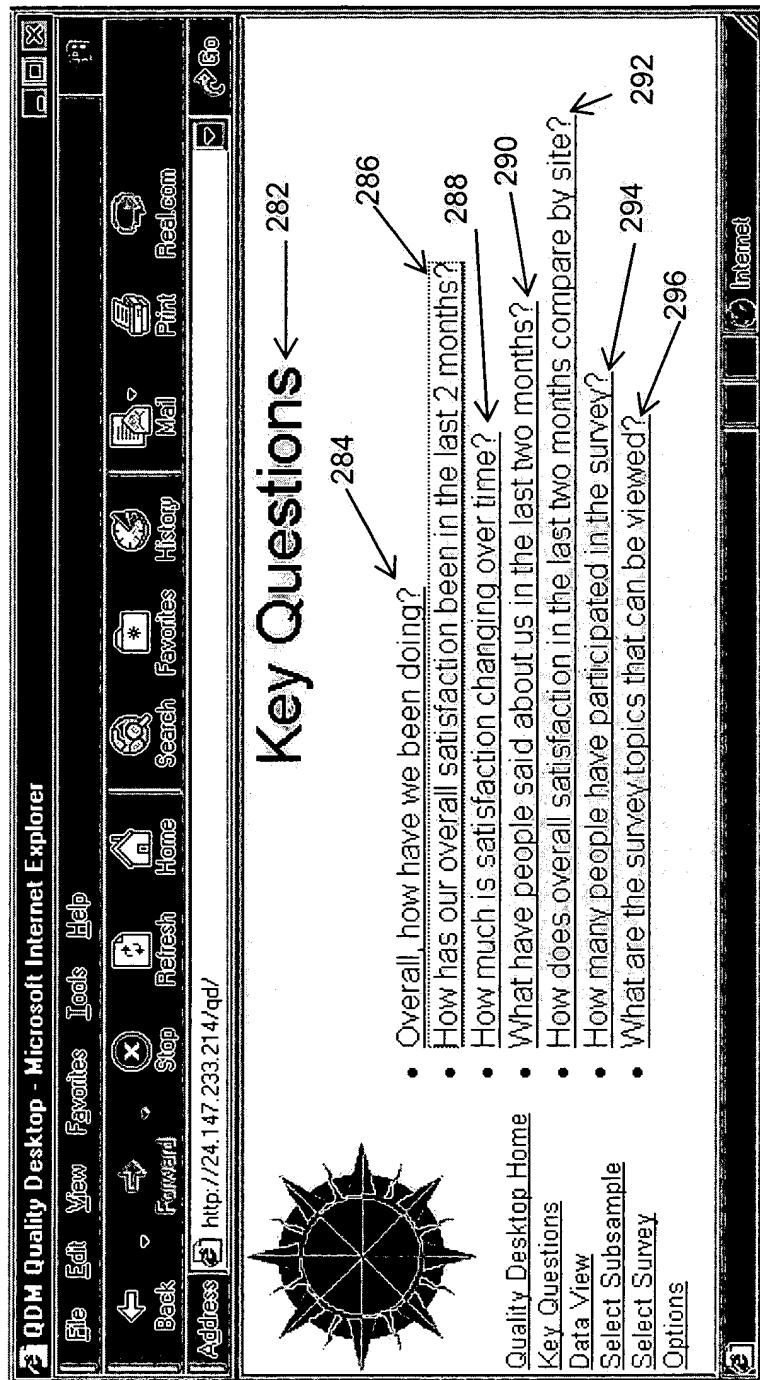 QDM Quality Desktop - Microsoft Internet Explorer
File Edit View Favorites Tools Help
Back Forward Stop Refresh Home Search Favorites History Mail Print Real.com
Address http://24.147.233.214/qd/ Go
Key Questions 282
284
Overall, how have we been doing?
286
How has our overall satisfaction been in the last 2 months?
288
How much is satisfaction changing over time?
290
What have people said about us in the last two months?
292
How does overall satisfaction in the last two months compare by site?
294
How many people have participated in the survey?
296
What are the survey topics that can be viewed?
Quality Desktop Home
Key Questions
Data View
Select Subsample
Select Survey
Options
Internet